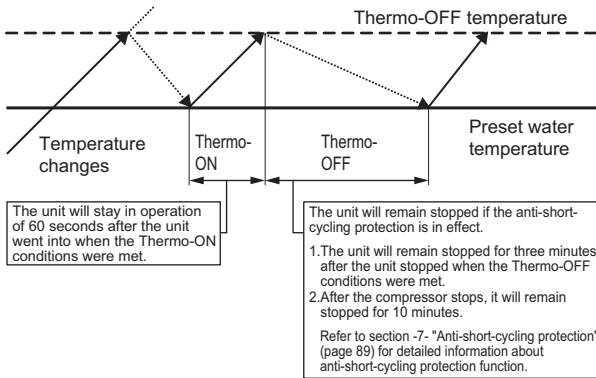 Thermo-OFF temperature
Temperature
changes
Thermo-
ON
Thermo-
OFF
Preset water
temperature
The unit will stay in operation
of 60 seconds after the unit
went into when the Thermo-ON
conditions were met.
The unit will remain stopped if the anti-short-
cycling protection is in effect.
1.The unit will remain stopped for three minutes
after the unit stopped when the Thermo-OFF
conditions were met.
2.After the compressor stops, it will remain
stopped for 10 minutes.
Refer to section -7- "Anti-short-cycling protection"
(page 89) for detailed information about
anti-short-cycling protection function.